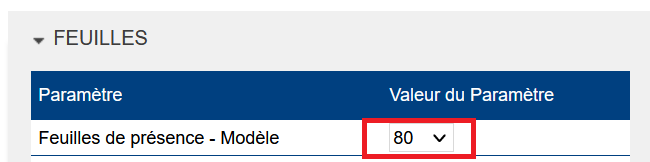 FEUILLES
Paramètre Valeur du Paramètre
Feuilles de présence - Modèle 80